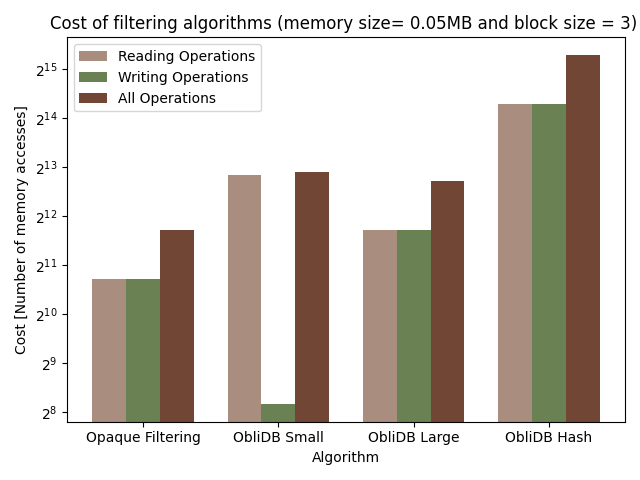 Cost of filtering algorithms (memory size= 0.05MB and block size = 3)
Reading Operations
Writing Operations
All Operations
Cost [Number of memory accesses]
2^15
2^14
2^13
2^12
2^11
2^10
2^9
2^8
Opaque Filtering ObliDB Small ObliDB Large ObliDB Hash
Algorithm